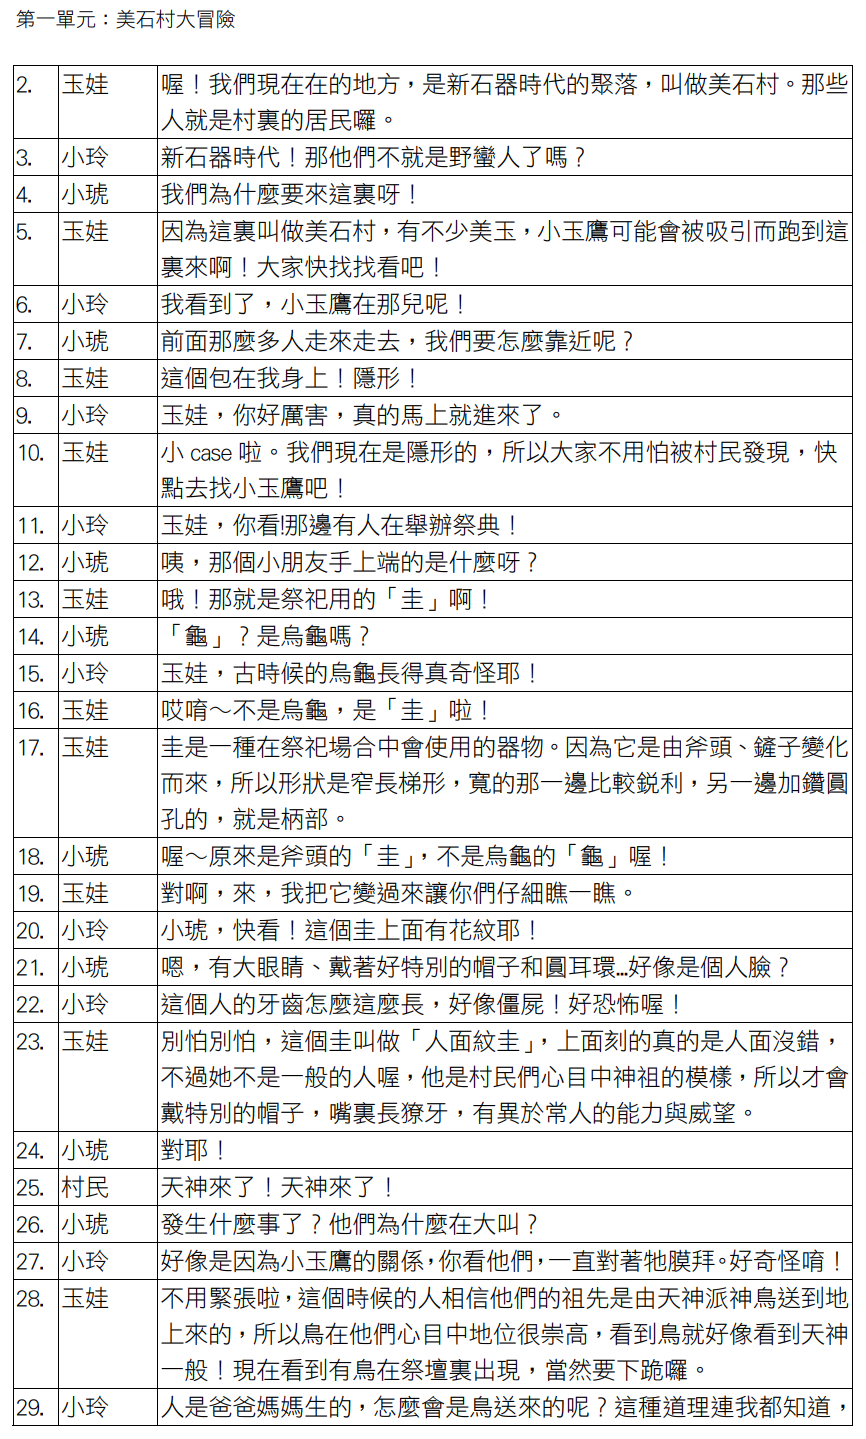 第一單元：美石村大冒險
2. 玉娃 喔！我們現在在的地方，是新石器時代的聚落，叫做美石村。那些
人就是村裏的居民囉。
3. 小玲 新石器時代！那他們不就是野蠻人了嗎？
4. 小琥 我們為什麼要來這裏呀！
5. 玉娃 因為這裏叫做美石村，有不少美玉，小玉鷹可能會被吸引而跑到這
裏來啊！大家快找找看吧！
6. 小玲 我看到了，小玉鷹在那兒呢！
7. 小琥 前面那麼多人走來走去，我們要怎麼靠近呢？
8. 玉娃 這個包在我身上！隱形！
9. 小玲 玉娃，你好厲害，真的馬上就進來了。
10. 玉娃 小 case 啦。我們現在是隱形的，所以大家不用怕被村民發現，快
點去找小玉鷹吧！
11. 小玲 玉娃，你看!那邊有人在舉辦祭典！
12. 小琥 咦，那個小朋友手上端的是什麼呀？
13. 玉娃 哦！那就是祭祀用的「圭」啊！
14. 小琥 「龜」？是烏龜嗎？
15. 小玲 玉娃，古時候的烏龜長得真奇怪耶！
16. 玉娃 哎唷～不是烏龜，是「圭」啦！
17. 玉娃 圭是一種在祭祀場合中會使用的器物。因為它是由斧頭、鏟子變化
而來，所以形狀是窄長梯形，寬的那一邊比較銳利，另一邊加鑽圓
孔的，就是柄部。
18. 小琥 喔～原來是斧頭的「圭」，不是烏龜的「龜」喔！
19. 玉娃 對啊，來，我把它變過來讓你們仔細瞧一瞧。
20. 小玲 小琥，快看！這個圭上面有花紋耶！
21. 小琥 嗯，有大眼睛、戴著好特別的帽子和圓耳環…好像是個人臉？
22. 小玲 這個人的牙齒怎麼這麼長，好像僵屍！好恐怖喔！
23. 玉娃 別怕別怕，這個圭叫做「人面紋圭」，上面刻的真的是人面沒錯，
不過她不是一般的人喔，他是村民們心目中神祖的模樣，所以才會
戴特別的帽子，嘴裏長獠牙，有異於常人的能力與威望。
24. 小琥 對耶！
25. 村民 天神來了！天神來了！
26. 小琥 發生什麼事了？他們為什麼在大叫？
27. 小玲 好像是因為小玉鷹的關係，你看他們，一直對著牠膜拜。好奇怪唷！
28. 玉娃 不用緊張啦，這個時候的人相信他們的祖先是由天神派神鳥送到地
上來的，所以鳥在他們心目中地位很崇高，看到鳥就好像看到天神
一般！現在看到有鳥在祭壇裏出現，當然要下跪囉。
29. 小玲 人是爸爸媽媽生的，怎麼會是鳥送來的呢？這種道理連我都知道，